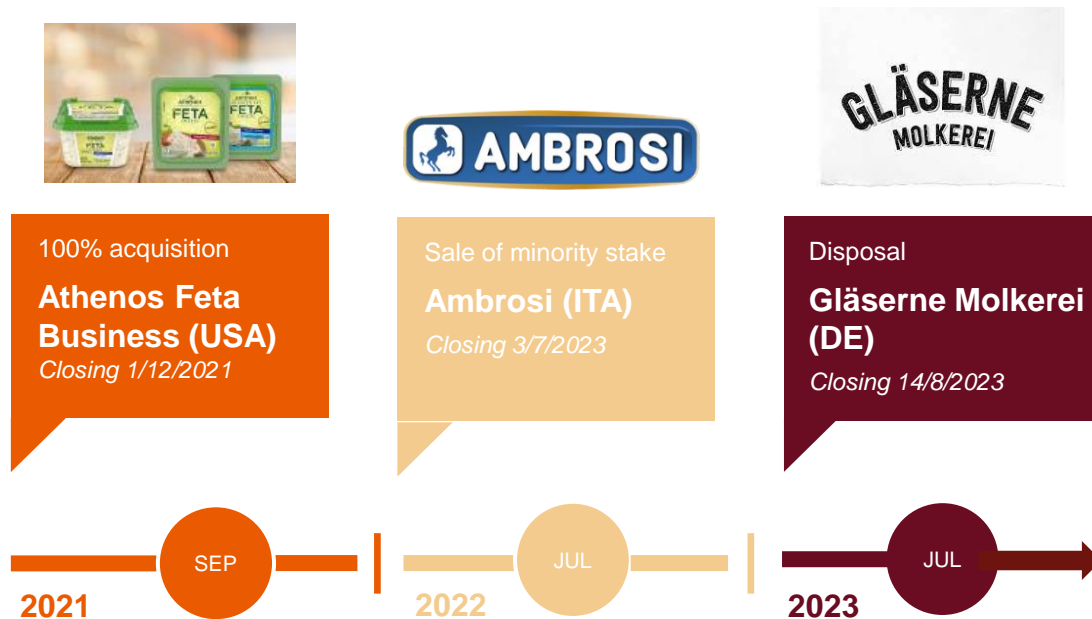 ATHENOS
FETA
FETA
FETA
AMBROSI
GLÄSERNE
MOLKEREI
100% acquisition
Athenos Feta
Business (USA)
Closing 1/12/2021
Sale of minority stake
Ambrosi (ITA)
Closing 3/7/2023
Disposal
Gläserne Molkerei
(DE)
Closing 14/8/2023
SEP
JUL
JUL
2021
2022
2023